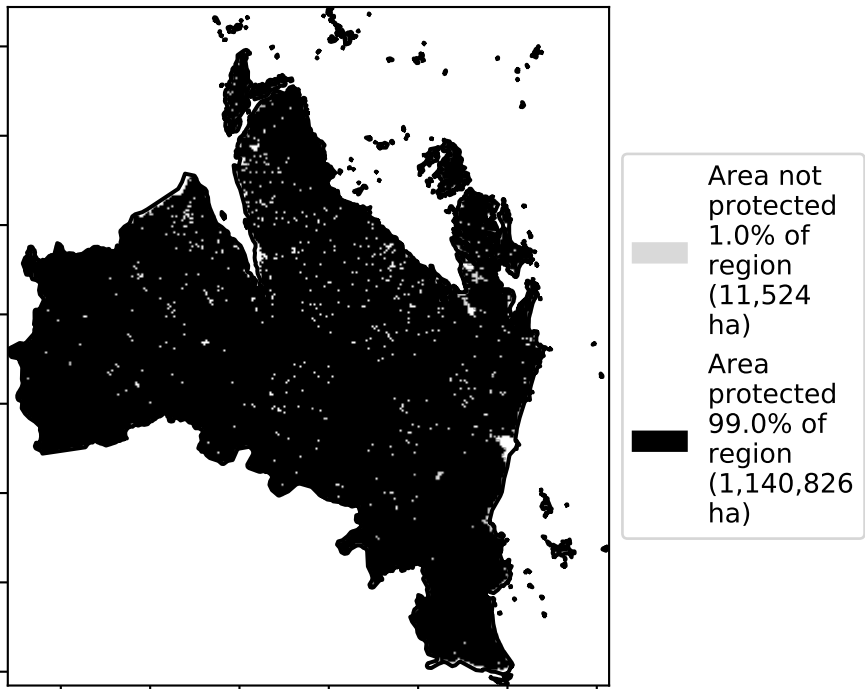 Area not
protected
1.0% of
region
(11,524
ha)
Area
protected
99.0% of
region
(1,140,826
ha)